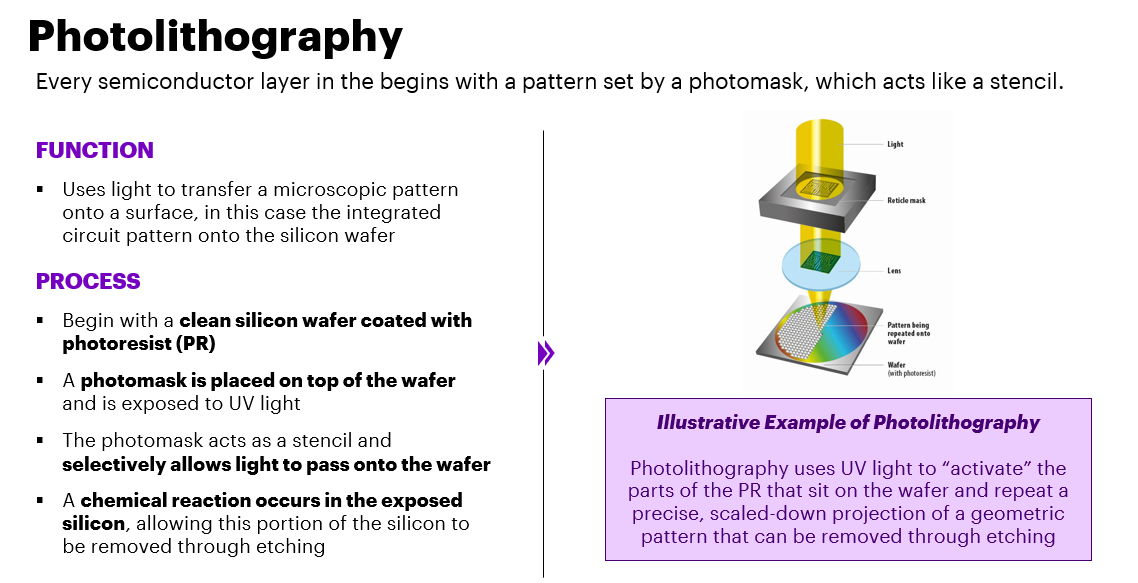 Photolithography
Every semiconductor layer in the begins with a pattern set by a photomask, which acts like a stencil.
FUNCTION
▪ Uses light to transfer a microscopic pattern
onto a surface, in this case the integrated
circuit pattern onto the silicon wafer
PROCESS
▪ Begin with a clean silicon wafer coated with
photoresist (PR)
▪ A photomask is placed on top of the wafer
and is exposed to UV light
▪ The photomask acts as a stencil and
selectively allows light to pass onto the wafer
▪ A chemical reaction occurs in the exposed
silicon, allowing this portion of the silicon to
be removed through etching
Light
Reticle mask
Lens
Pattern being
repeated onto
wafer
Wafer
(with photoresist)
Illustrative Example of Photolithography
Photolithography uses UV light to “activate” the
parts of the PR that sit on the wafer and repeat a
precise, scaled-down projection of a geometric
pattern that can be removed through etching